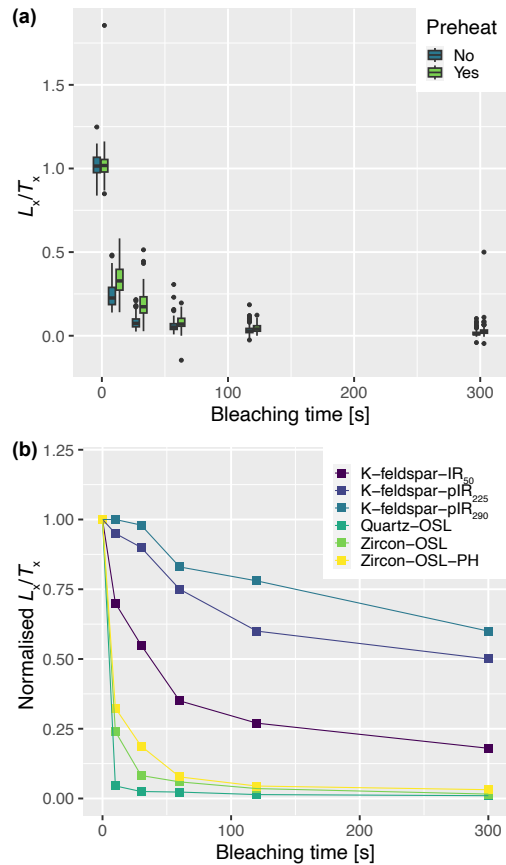 (a)
Preheat
No
Yes
1.5
1.0
0.5
0.0
Lx/Tx
0 100 200 300
Bleaching time [s]
(b)
1.25
1.00
0.75
0.50
0.25
0.00
Normalised Lx/Tx
K−feldspar−IR50
K−feldspar−pIR225
K−feldspar−pIR290
Quartz−OSL
Zircon−OSL
Zircon−OSL−PH
0 100 200 300
Bleaching time [s]